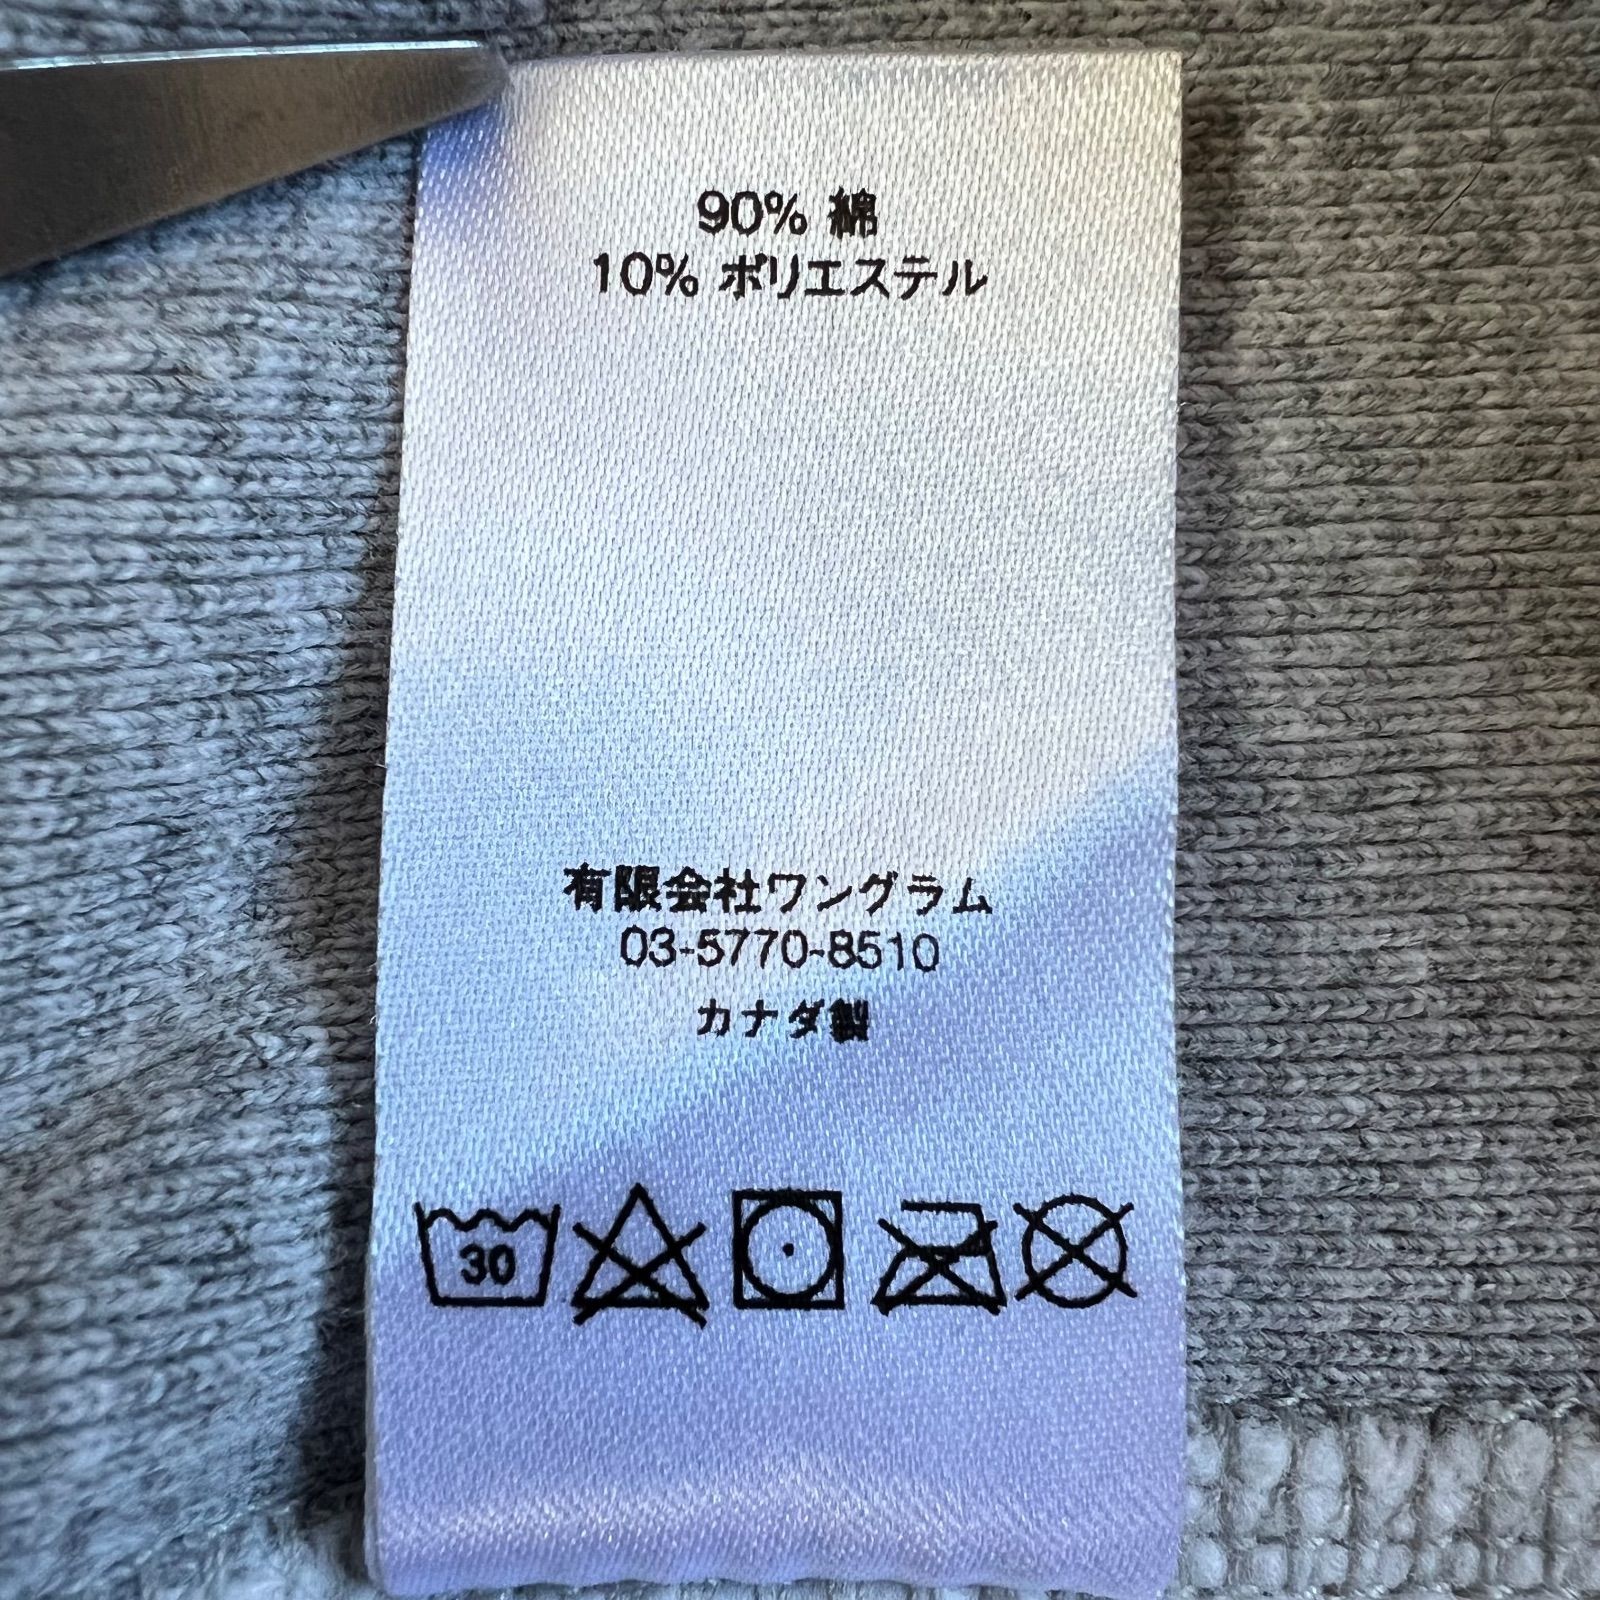 90% 綿
10% ポリエステル
有限会社ワングラム
03-5770-8510
カナダ製
30